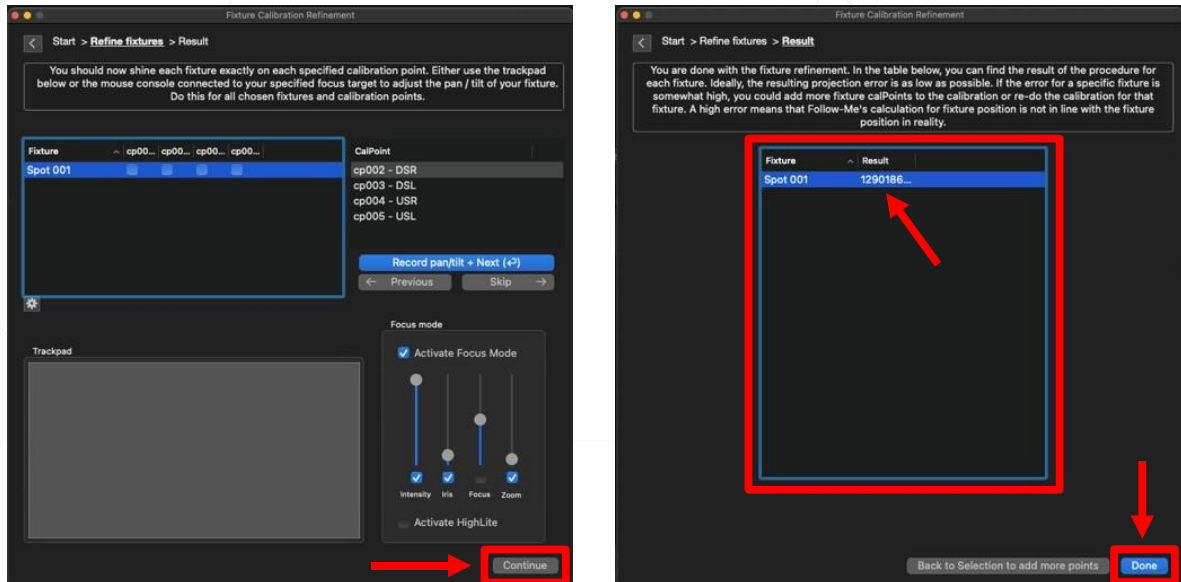 Fixture Calibration Refinement
Start > Refine fixtures > Result
You should now shine each fixture exactly on each specified calibration point. Either use the trackpad
below or the mouse console connected to your specified focus target to adjust the pan / tilt of your fixture.
Do this for all chosen fixtures and calibration points.
Fixture cp00... cp00... cp00... cp00...
Spot 001
CalPoint
cp002 - DSR
cp003 - DSL
cp004 - USR
cp005 - USL
Record pan/tilt + Next (↩)
← Previous Skip →
Focus mode
Trackpad
Activate Focus Mode
Intensity Iris Focus Zoom
Activate HighLite
Continue
Fixture Calibration Refinement
Start > Refine fixtures > Result
You are done with the fixture refinement. In the table below, you can find the result of the procedure for
each fixture. Ideally, the resulting projection error is as low as possible. If the error for a specific fixture is
somewhat high, you could add more fixture calPoints to the calibration or re-do the calibration for that
fixture. A high error means that Follow-Me's calculation for fixture position is not in line with the fixture
position in reality.
Fixture Result
Spot 001 1290186...
Back to Selection to add more points Done